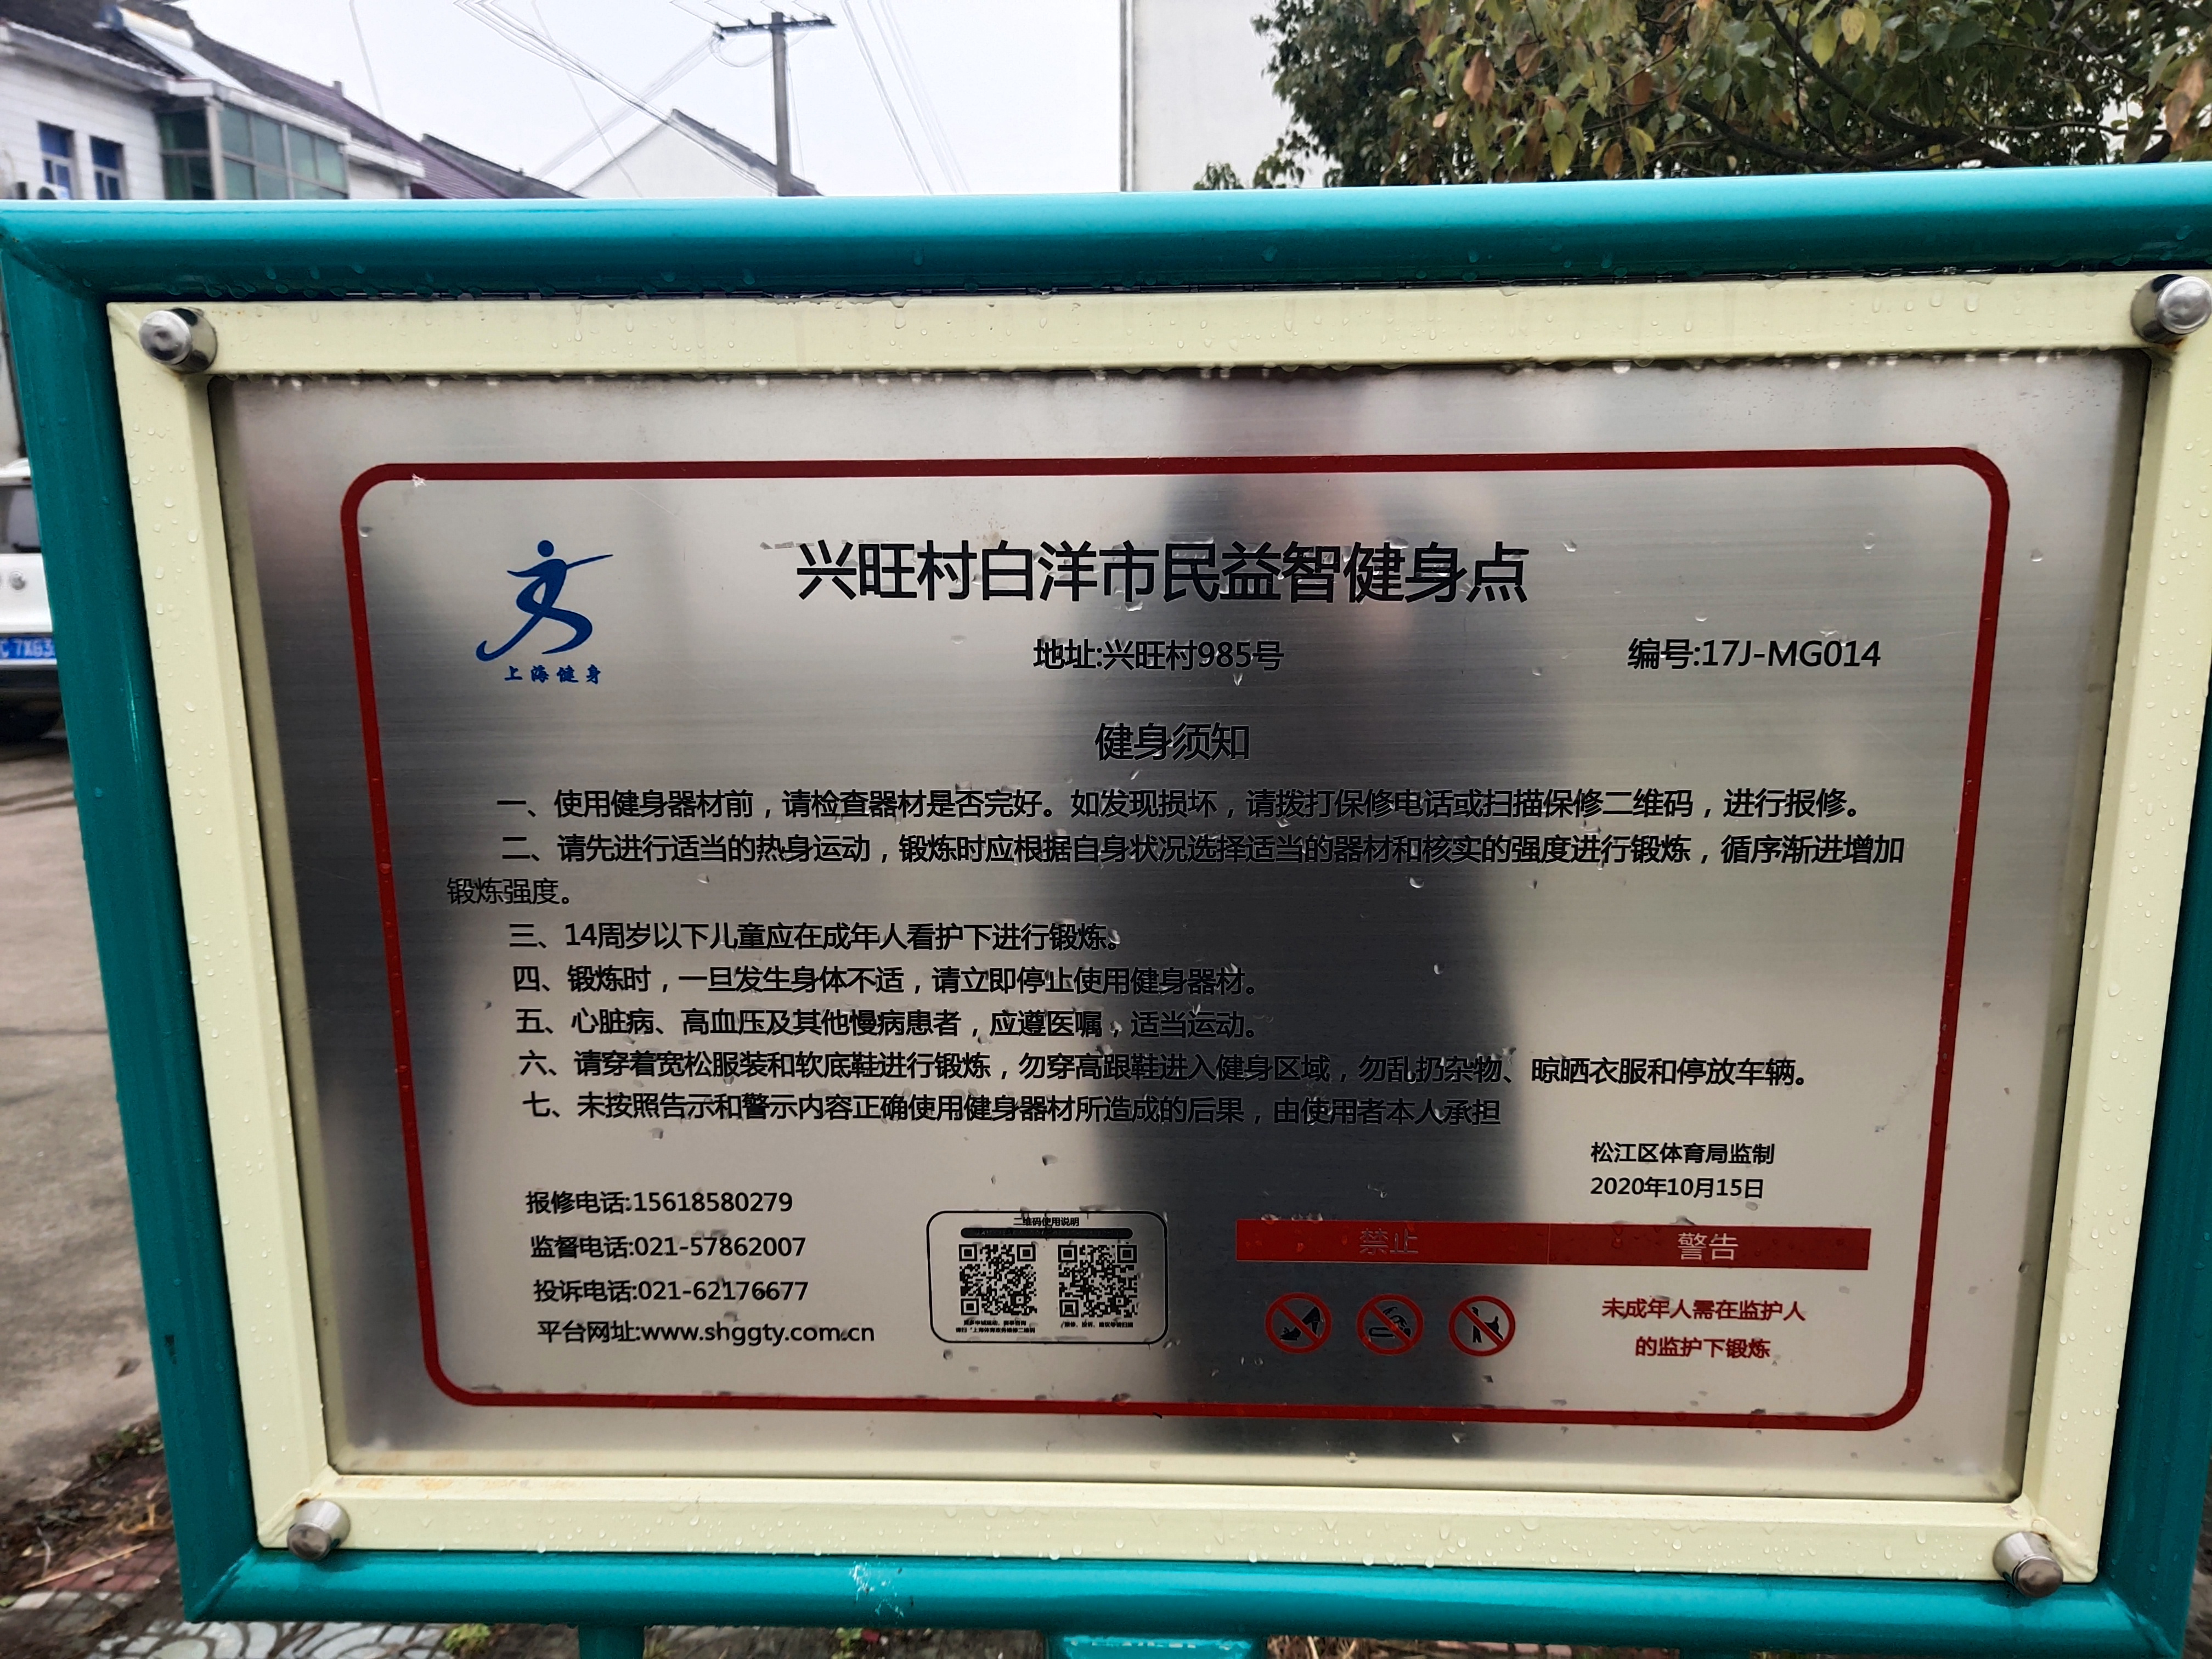 兴旺村白洋市民益智健身点
上海健身
地址:兴旺村985号
编号:17J-MG014
健身须知
一、使用健身器材前，请检查器材是否完好。如发现损坏，请拨打保修电话或扫描保修二维码，进行报修。
二、请先进行适当的热身运动，锻炼时应根据自身状况选择适当的器材和核实的强度进行锻炼，循序渐进增加
锻炼强度。
三、14周岁以下儿童应在成年人看护下进行锻炼。
四、锻炼时，一旦发生身体不适，请立即停止使用健身器材。
五、心脏病、高血压及其他慢病患者，应遵医嘱，适当运动。
六、请穿着宽松服装和软底鞋进行锻炼，勿穿高跟鞋进入健身区域，勿乱扔杂物、晾晒衣服和停放车辆。
七、未按照告示和警示内容正确使用健身器材所造成的后果，由使用者本人承担
松江区体育局监制
2020年10月15日
报修电话:15618580279
监督电话:021-57862007
投诉电话:021-62176677
平台网址:www.shggty.com.cn
二维码使用说明
禁止
警告
未成年人需在监护人
的监护下锻炼